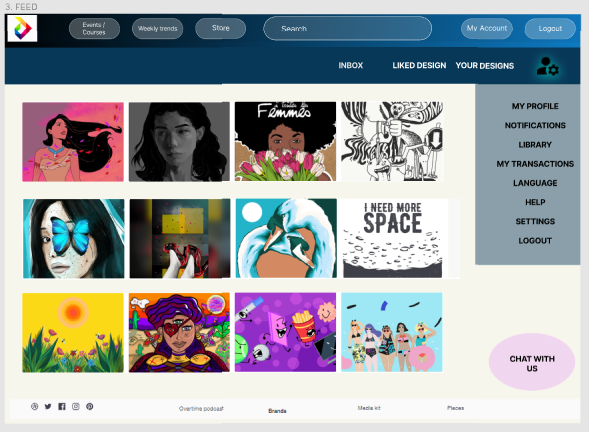 3. FEED
Events /
Courses
Weekly trends
Store
Search
My Account
Logout
INBOX
LIKED DESIGN
YOUR DESIGNS
MY PROFILE
NOTIFICATIONS
LIBRARY
MY TRANSACTIONS
LANGUAGE
HELP
SETTINGS
LOGOUT
Femmes
I NEED MORE
SPACE
CHAT WITH
US
Overtime podcast
Brands
Media kit
Places